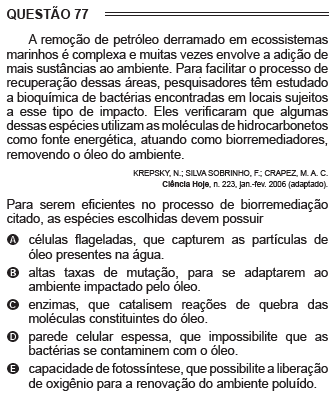 QUESTÃO 77
A remoção de petróleo derramado em ecossistemas
marinhos é complexa e muitas vezes envolve a adição de
mais sustâncias ao ambiente. Para facilitar o processo de
recuperação dessas áreas, pesquisadores têm estudado
a bioquímica de bactérias encontradas em locais sujeitos
a esse tipo de impacto. Eles verificaram que algumas
dessas espécies utilizam as moléculas de hidrocarbonetos
como fonte energética, atuando como biorremediadores,
removendo o óleo do ambiente.
KREPSKY, N.; SILVA SOBRINHO, F.; CRAPEZ, M. A. C.
Ciência Hoje, n. 223, jan.-fev. 2006 (adaptado).
Para serem eficientes no processo de biorremediação
citado, as espécies escolhidas devem possuir
A células flageladas, que capturem as partículas de
óleo presentes na água.
B altas taxas de mutação, para se adaptarem ao
ambiente impactado pelo óleo.
C enzimas, que catalisem reações de quebra das
moléculas constituintes do óleo.
D parede celular espessa, que impossibilite que as
bactérias se contaminem com o óleo.
E capacidade de fotossíntese, que possibilite a liberação
de oxigênio para a renovação do ambiente poluído.